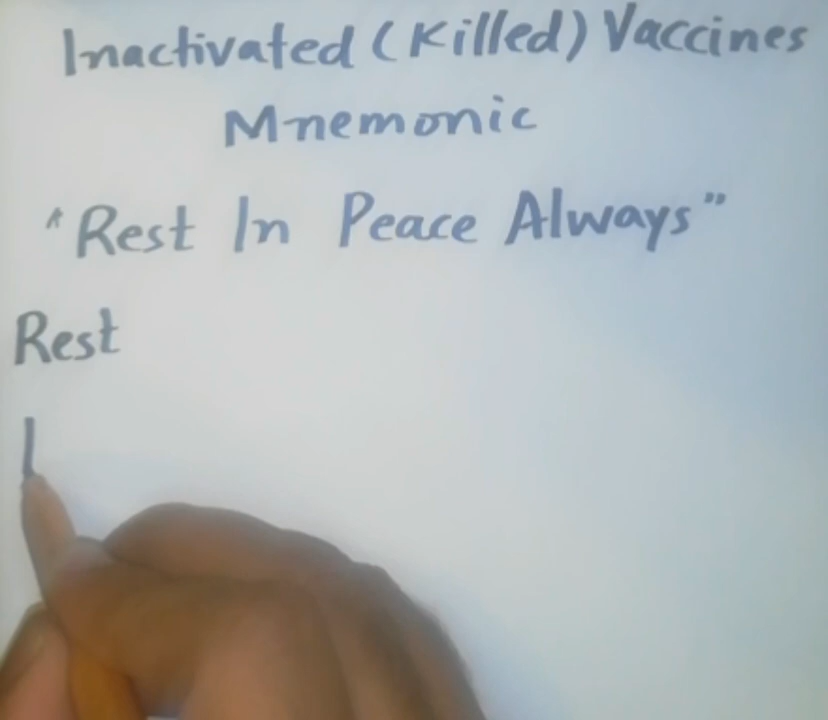 Inactivated (Killed) Vaccines
Mnemonic
"Rest In Peace Always"
Rest
I